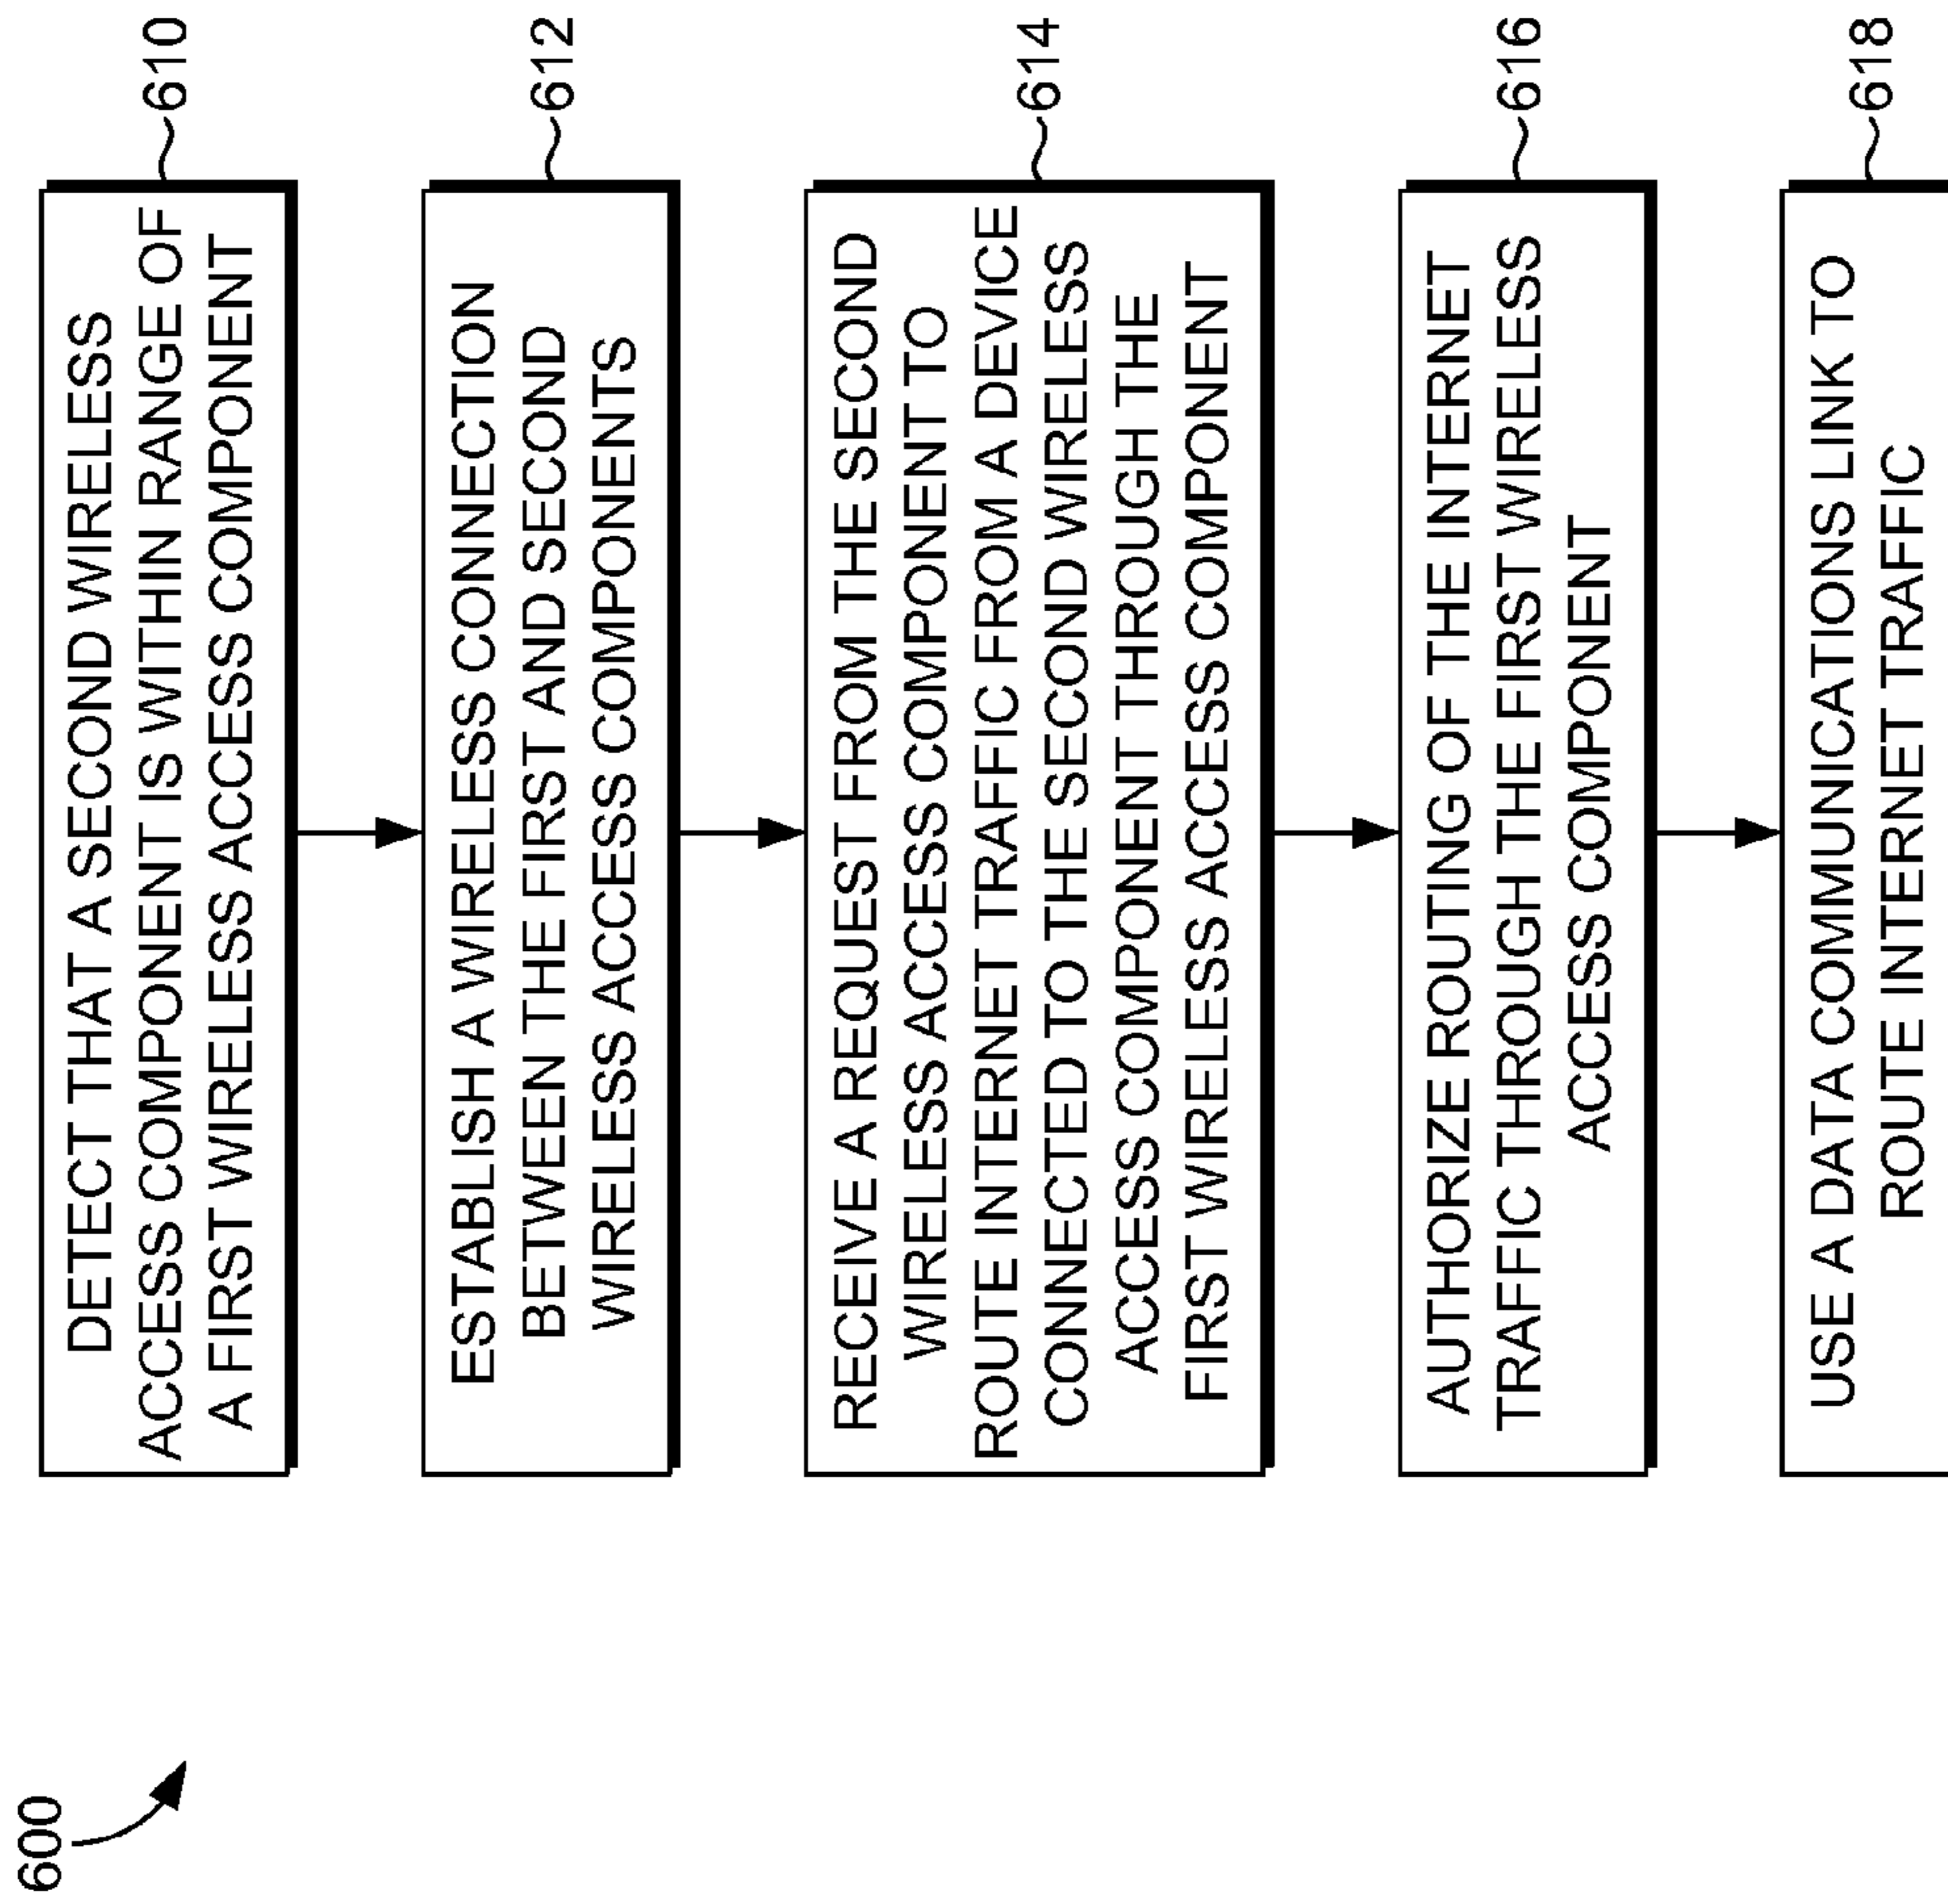 600
DETECT THAT A SECOND WIRELESS
ACCESS COMPONENT IS WITHIN RANGE OF
A FIRST WIRELESS ACCESS COMPONENT
610
ESTABLISH A WIRELESS CONNECTION
BETWEEN THE FIRST AND SECOND
WIRELESS ACCESS COMPONENTS
612
RECEIVE A REQUEST FROM THE SECOND
WIRELESS ACCESS COMPONENT TO
ROUTE INTERNET TRAFFIC FROM A DEVICE
CONNECTED TO THE SECOND WIRELESS
ACCESS COMPONENT THROUGH THE
FIRST WIRELESS ACCESS COMPONENT
614
AUTHORIZE ROUTING OF THE INTERNET
TRAFFIC THROUGH THE FIRST WIRELESS
ACCESS COMPONENT
616
USE A DATA COMMUNICATIONS LINK TO
ROUTE INTERNET TRAFFIC
618